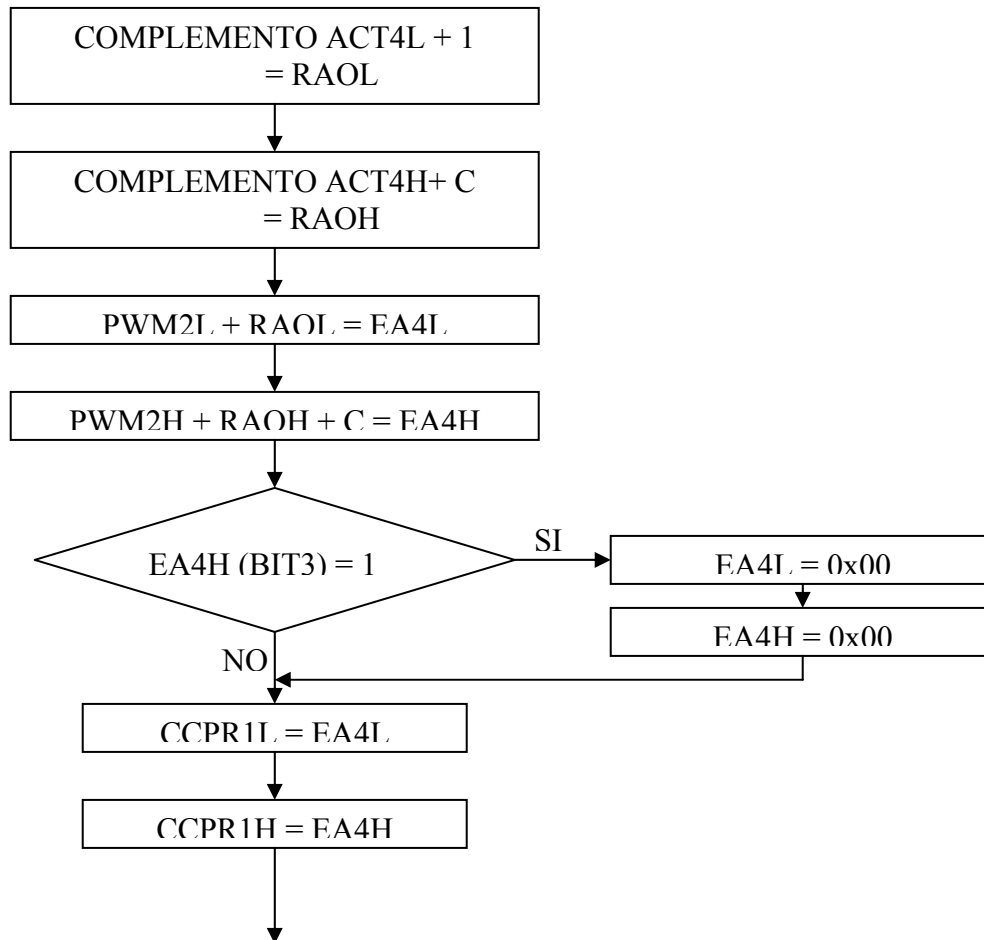 COMPLEMENTO ACT4L + 1
= RAOL
COMPLEMENTO ACT4H+ C
= RAOH
PWM2L + RAOL = EA4L
PWM2H + RAOH + C = EA4H
EA4H (BIT3) = 1
SI
EA4L = 0x00
EA4H = 0x00
NO
CCPR1L = EA4L
CCPR1H = EA4H